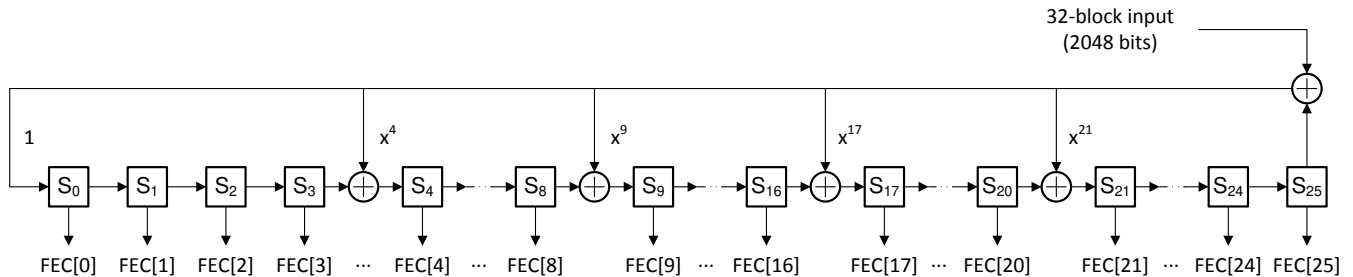 32-block input
(2048 bits)
1 x⁴ x⁹ x¹⁷ x²¹
S₀ S₁ S₂ S₃ S₄ S₈ S₉ S₁₆ S₁₇ S₂₀ S₂₁ S₂₄ S₂₅
FEC[0] FEC[1] FEC[2] FEC[3] ... FEC[4] ... FEC[8] FEC[9] ... FEC[16] FEC[17] ... FEC[20] FEC[21] ... FEC[24] FEC[25]